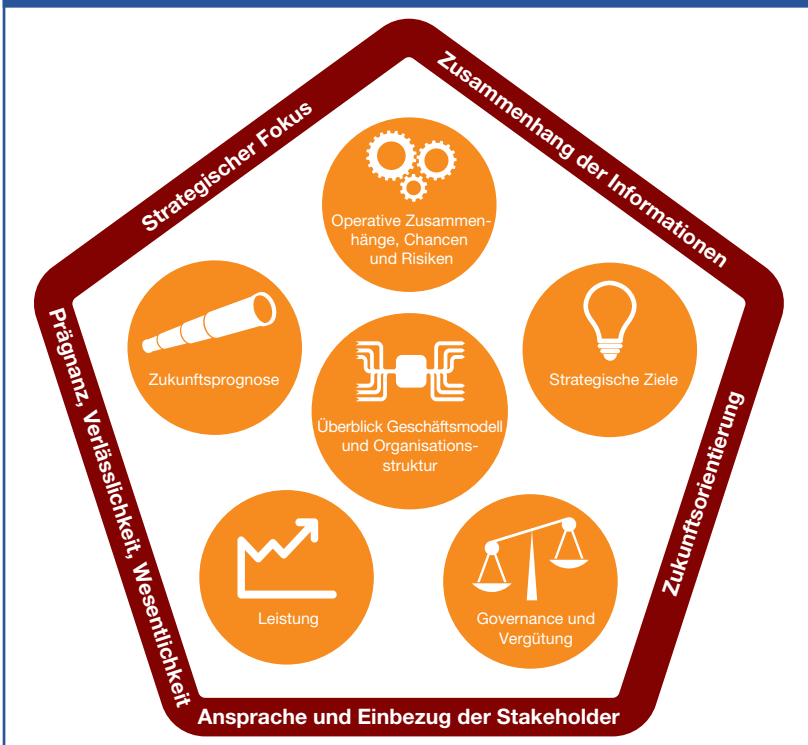 Strategischer Fokus
Zusammenhang der Informationen
Operative Zusammen-
hänge, Chancen
und Risiken
Zukunftsprognose
Strategische Ziele
Überblick Geschäftsmodell
und Organisations-
struktur
Prägnanz, Verlässlichkeit, Wesentlichkeit
Zukunftsorientierung
Leistung
Governance und
Vergütung
Ansprache und Einbezug der Stakeholder